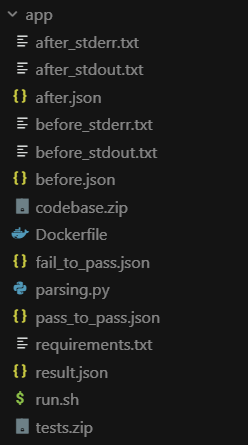 app
after_stderr.txt
after_stdout.txt
after.json
before_stderr.txt
before_stdout.txt
before.json
codebase.zip
Dockerfile
fail_to_pass.json
parsing.py
pass_to_pass.json
requirements.txt
result.json
run.sh
tests.zip